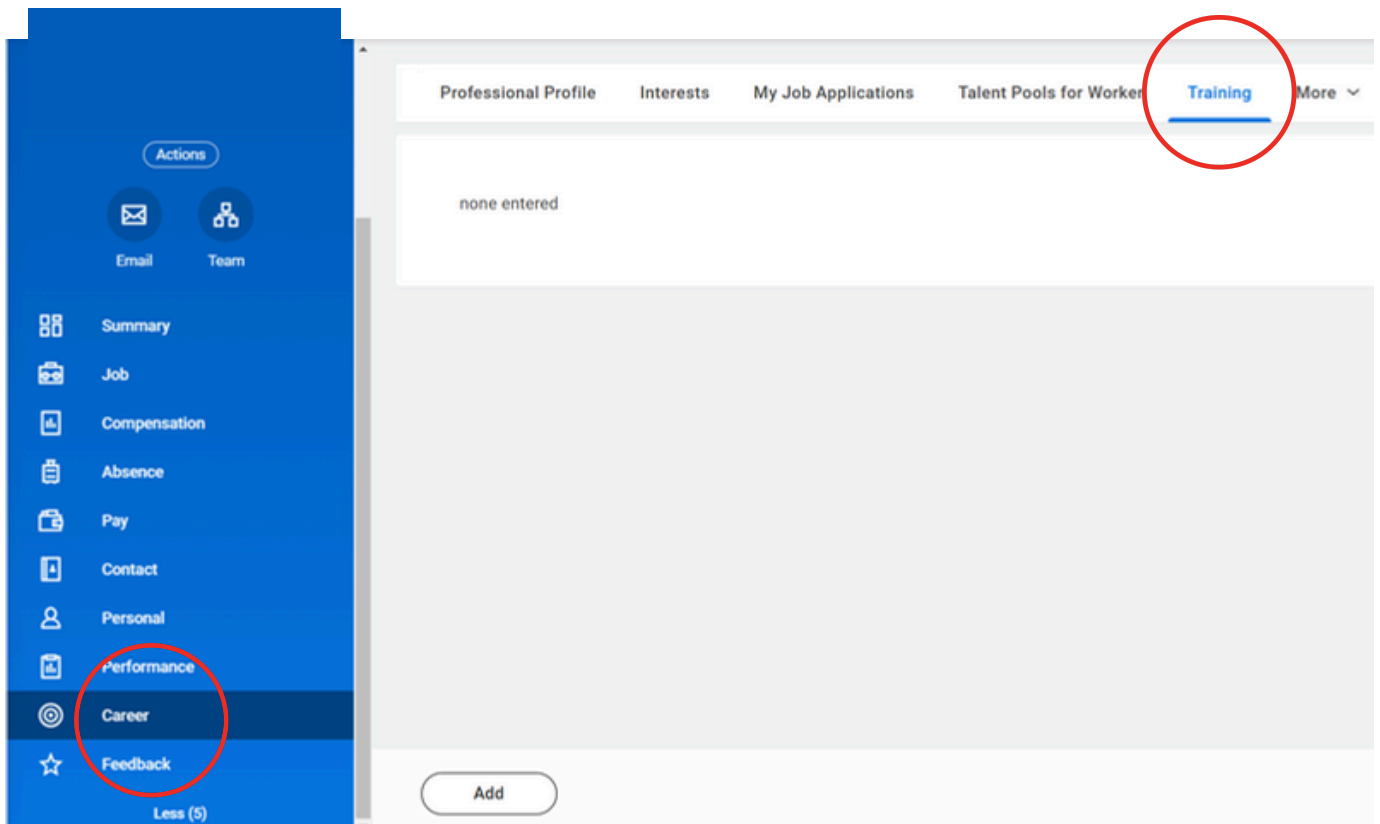 Actions
Email Team
Summary
Job
Compensation
Absence
Pay
Contact
Personal
Performance
Career
Feedback
Less (5)
Professional Profile Interests My Job Applications Talent Pools for Worker Training More
none entered
Add